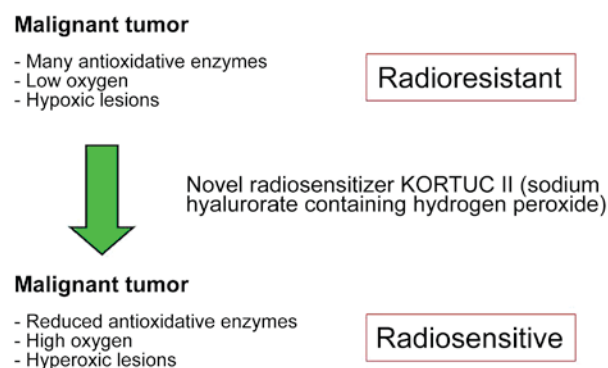 Malignant tumor
- Many antioxidative enzymes
- Low oxygen
- Hypoxic lesions
Radioresistant
Novel radiosensitizer KORTUC II (sodium
hyalurorate containing hydrogen peroxide)
Malignant tumor
- Reduced antioxidative enzymes
- High oxygen
- Hyperoxic lesions
Radiosensitive